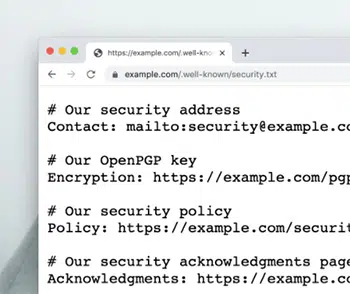 https://example.com/.well-kno
example.com/.well-known/security.txt
# Our security address
Contact: mailto:security@example.co
# Our OpenPGP key
Encryption: https://example.com/pgp
# Our security policy
Policy: https://example.com/securit
# Our security acknowledgments page
Acknowledgments: https://example.co